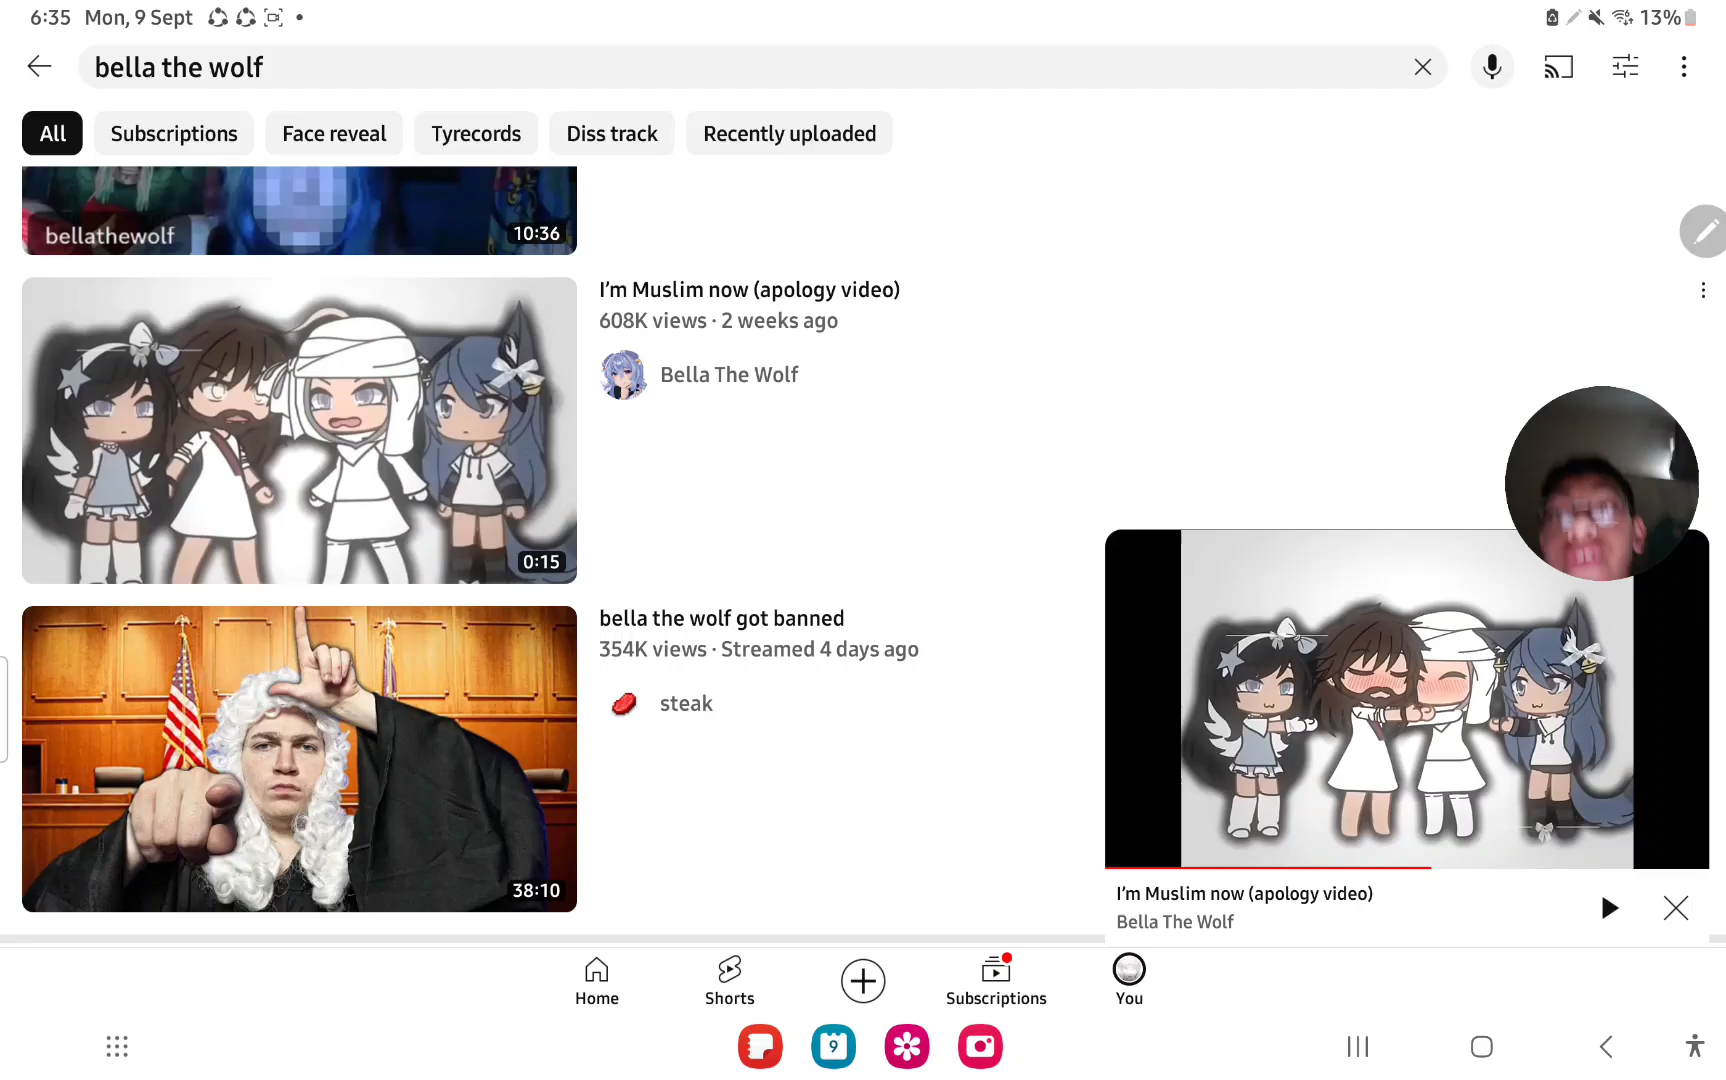 6:35 Mon, 9 Sept
13%
bella the wolf
All
Subscriptions
Face reveal
Tyrecords
Diss track
Recently uploaded
bellathewolf
10:36
I'm Muslim now (apology video)
608K views · 2 weeks ago
Bella The Wolf
0:15
bella the wolf got banned
354K views · Streamed 4 days ago
steak
38:10
I'm Muslim now (apology video)
Bella The Wolf
Home
Shorts
Subscriptions
You
9